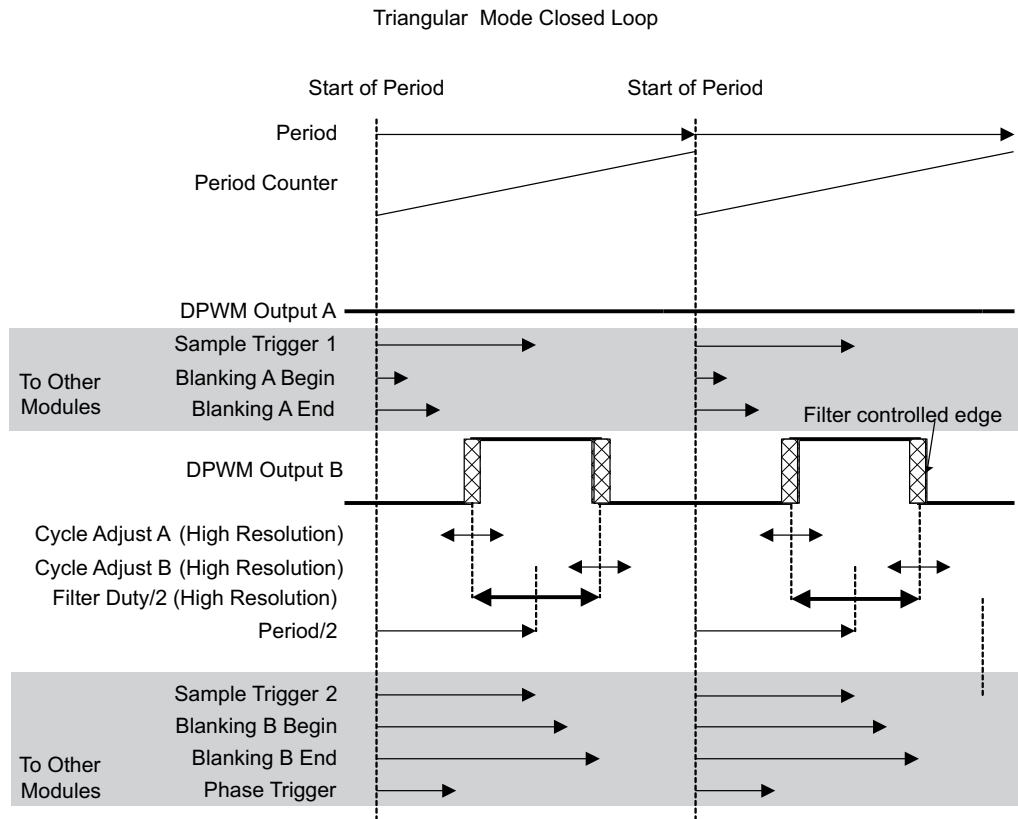 Triangular Mode Closed Loop
Start of Period
Start of Period
Period
Period Counter
DPWM Output A
To Other
Modules
Sample Trigger 1
Blanking A Begin
Blanking A End
Filter controlled edge
DPWM Output B
Cycle Adjust A (High Resolution)
Cycle Adjust B (High Resolution)
Filter Duty/2 (High Resolution)
Period/2
To Other
Modules
Sample Trigger 2
Blanking B Begin
Blanking B End
Phase Trigger